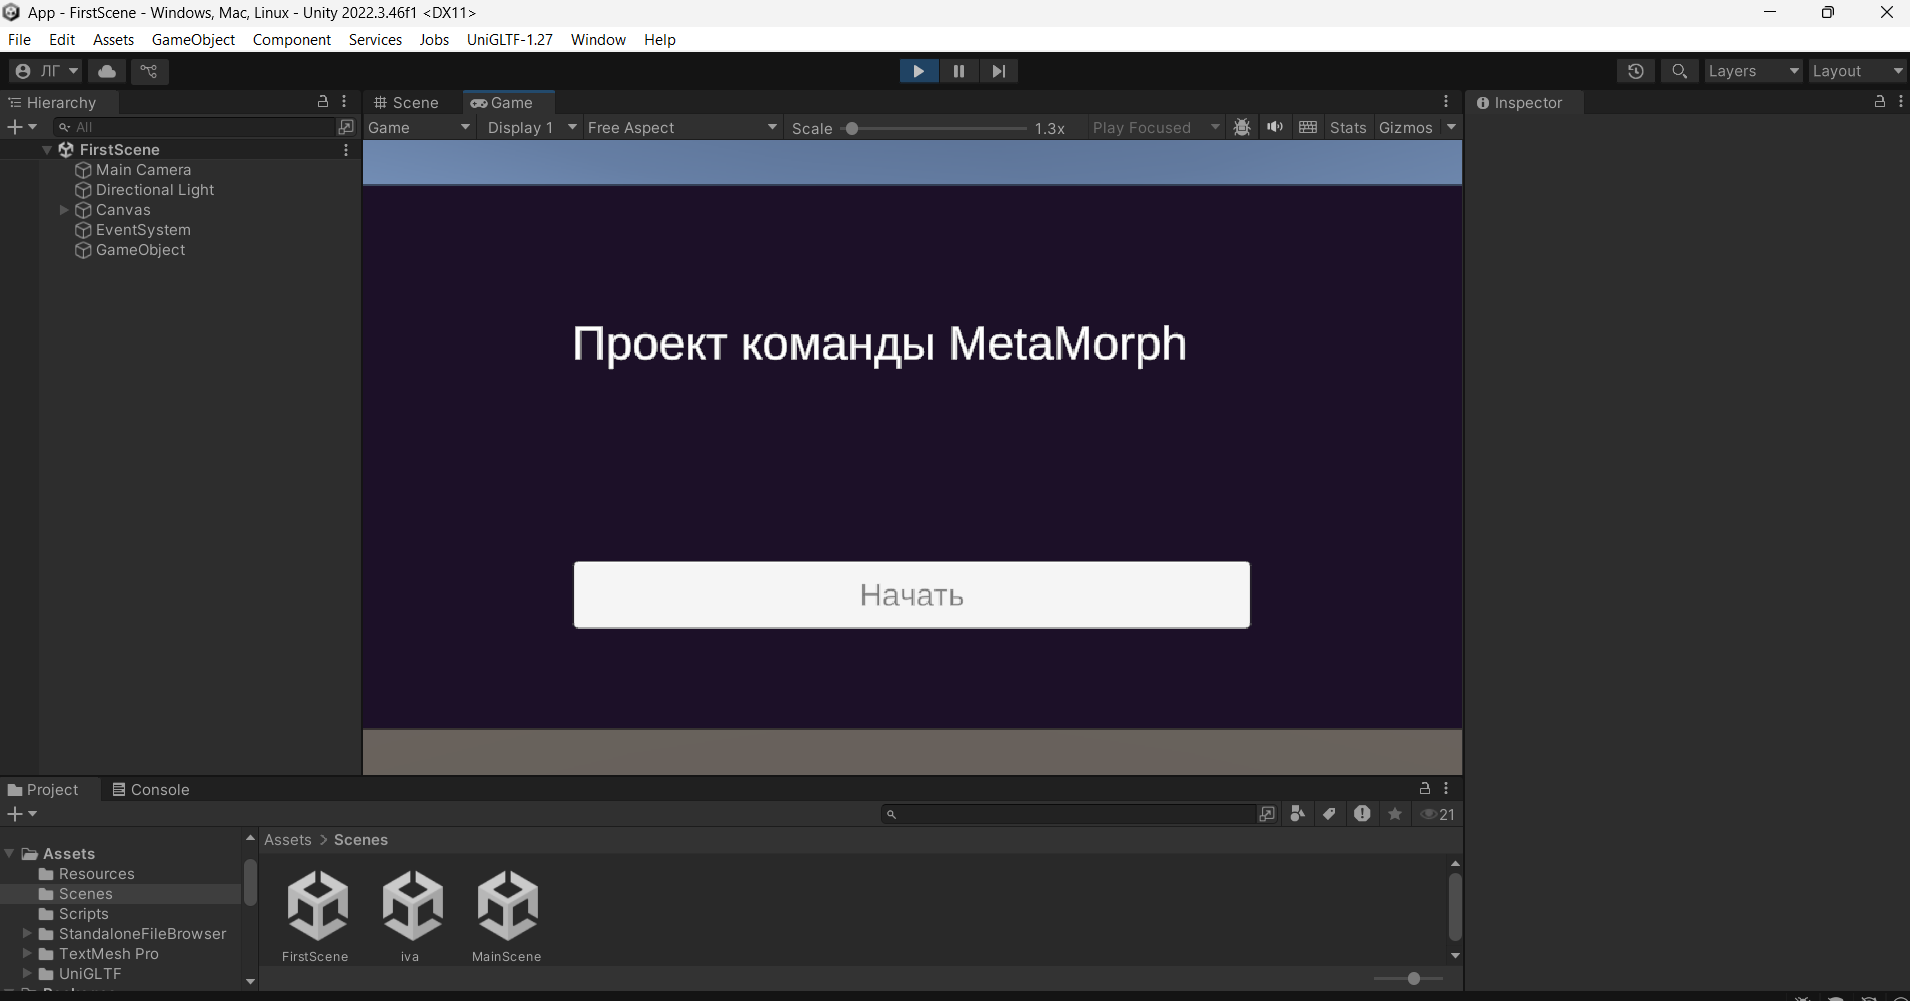 App - FirstScene - Windows, Mac, Linux - Unity 2022.3.46f1 <DX11>
File Edit Assets GameObject Component Services Jobs UniGLTF-1.27 Window Help
ЛГ Layers Layout
Hierarchy
Scene Game
Inspector
All
Game Display 1 Free Aspect Scale 1.3x Play Focused Stats Gizmos
FirstScene
Main Camera
Directional Light
Canvas
EventSystem
GameObject
Проект команды MetaMorph
Начать
Project Console
21
Assets
Resources
Scenes
Scripts
StandaloneFileBrowser
TextMesh Pro
UniGLTF
Assets > Scenes
FirstScene iva MainScene